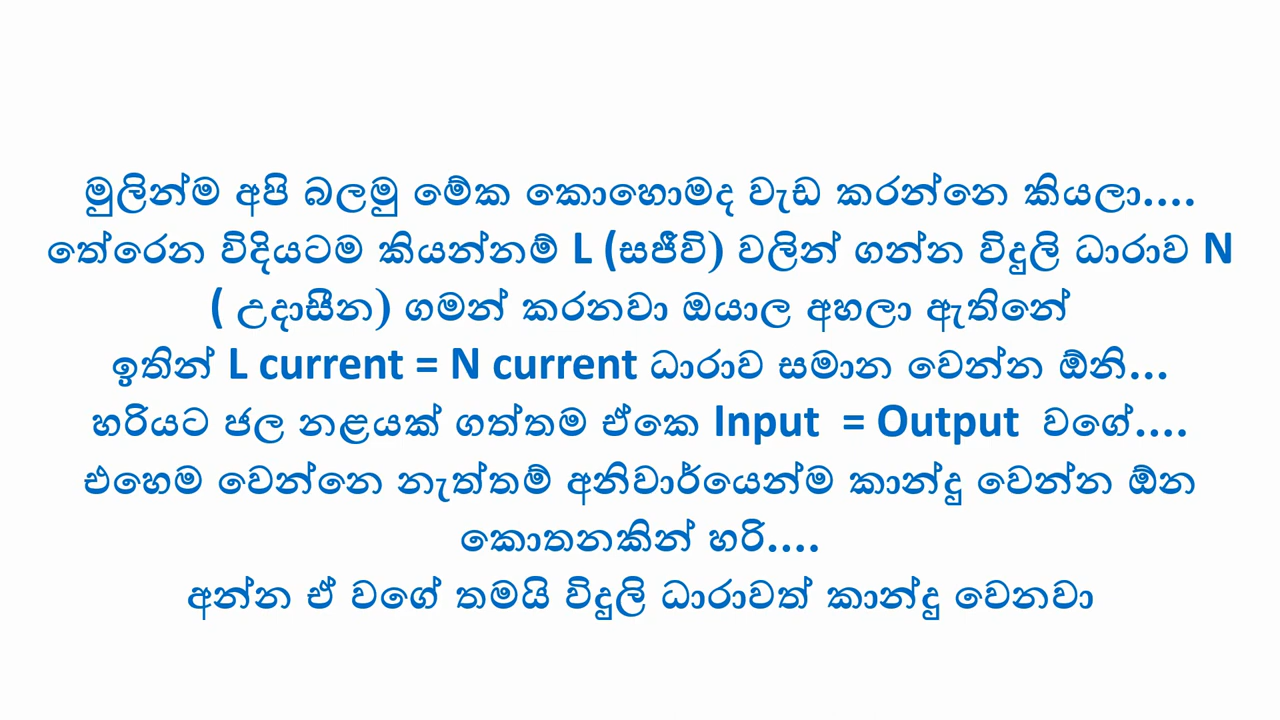 මුලින්ම අපි බලමු මේක කොහොමද වැඩ කරන්නෙ කියලා....
තේරෙන විදියටම කියන්නම් L (සජීවි) වලින් ගන්න විදුලි ධාරාව N
( උදාසීන) ගමන් කරනවා ඔයාල අහලා ඇතිනේ
ඉතින් L current = N current ධාරාව සමාන වෙන්න ඕනි...
හරියට ජල නළයක් ගත්තම ඒකෙ Input = Output වගේ....
එහෙම වෙන්නෙ නැත්තම් අනිවාර්යෙන්ම කාන්දු වෙන්න ඕන
කොතනකින් හරි....
අන්න ඒ වගේ තමයි විදුලි ධාරාවත් කාන්දු වෙනවා